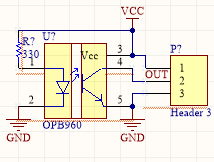 VCC
R?
330
U?
Vcc
P?
1
3
4
OUT
1
2
3
2
5
GND
OPB960
GND
Header 3